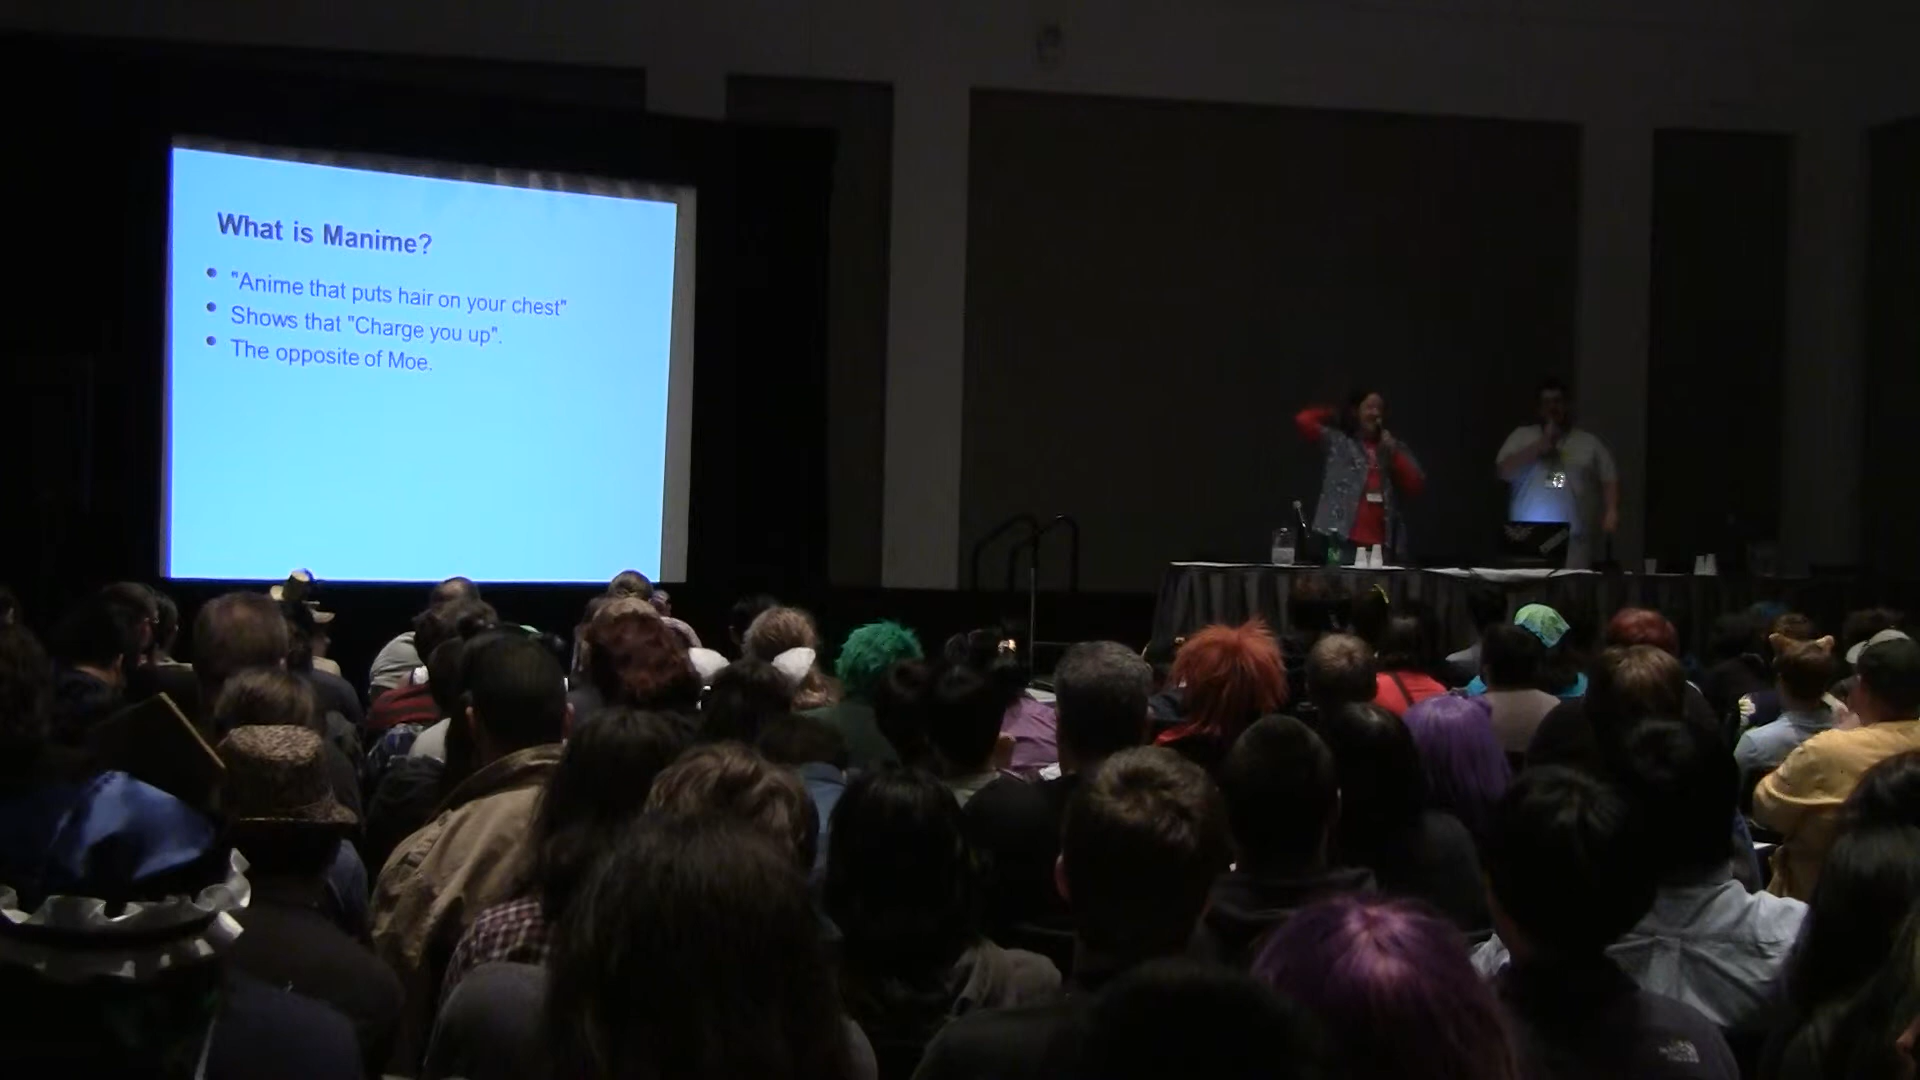 What is Manime?
"Anime that puts hair on your chest"
Shows that "Charge you up".
The opposite of Moe.